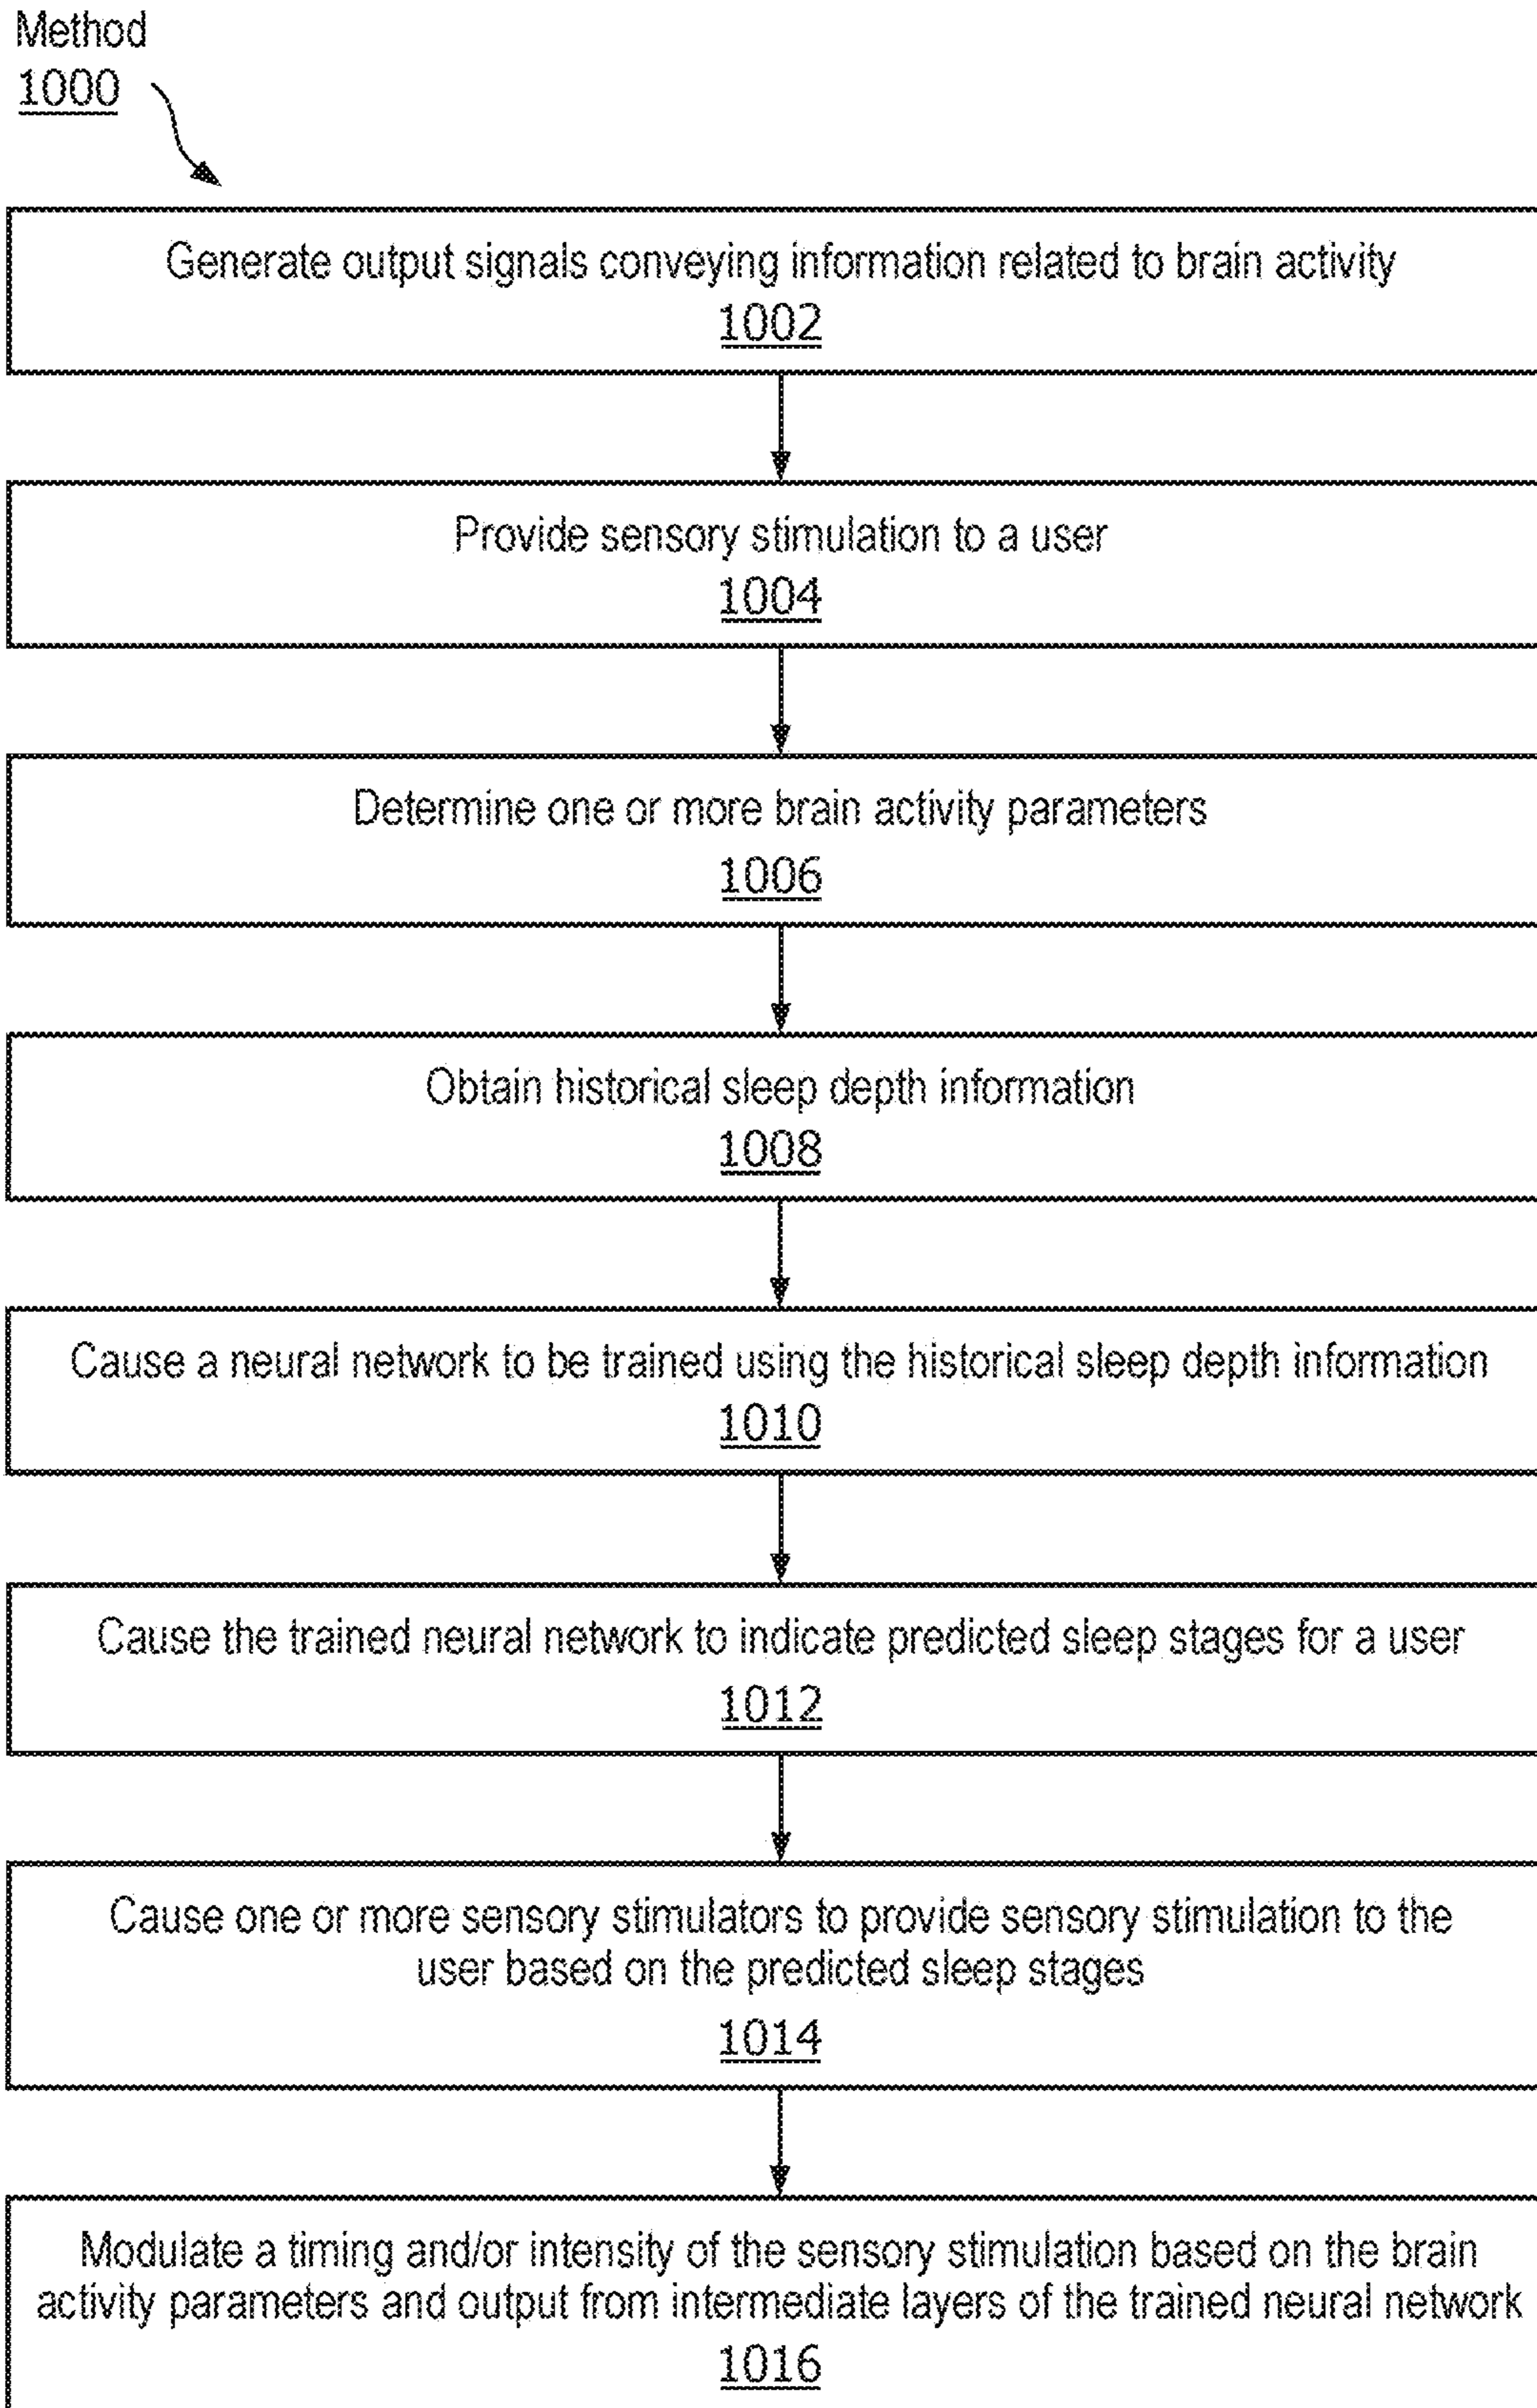 Method
1000
Generate output signals conveying information related to brain activity
1002
Provide sensory stimulation to a user
1004
Determine one or more brain activity parameters
1006
Obtain historical sleep depth information
1008
Cause a neural network to be trained using the historical sleep depth information
1010
Cause the trained neural network to indicate predicted sleep stages for a user
1012
Cause one or more sensory stimulators to provide sensory stimulation to the
user based on the predicted sleep stages
1014
Modulate a timing and/or intensity of the sensory stimulation based on the brain
activity parameters and output from intermediate layers of the trained neural network
1016